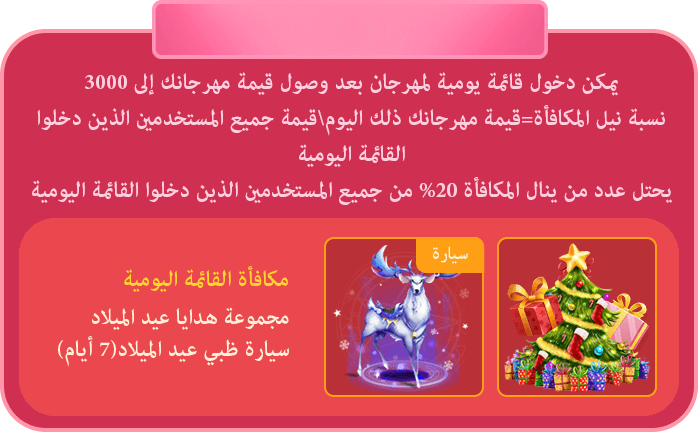 يمكن دخول قائمة يومية لمهرجان بعد وصول قيمة مهرجانك إلى 3000
نسبة نيل المكافأة=قيمة مهرجانك ذلك اليوم\قيمة جميع المستخدمين الذين دخلوا
القائمة اليومية
يحتل عدد من ينال المكافأة 20% من جميع المستخدمين الذين دخلوا القائمة اليومية
سيارة
مكافأة القائمة اليومية
مجموعة هدايا عيد الميلاد
سيارة ظبي عيد الميلاد(7 أيام)